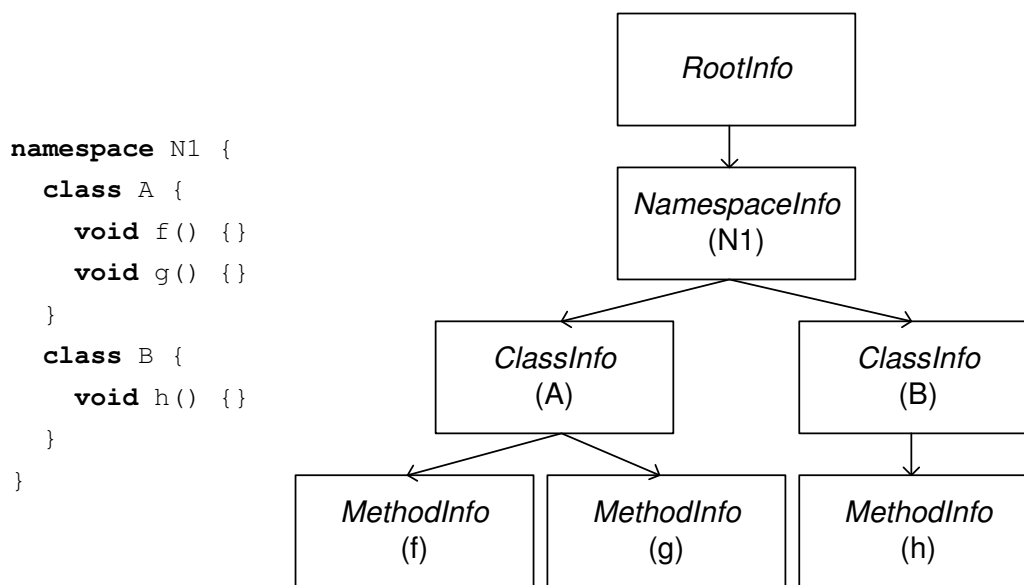 namespace N1 {
class A {
void f() {}
void g() {}
}
class B {
void h() {}
}
}
RootInfo
NamespaceInfo
(N1)
ClassInfo
(A)
ClassInfo
(B)
MethodInfo
(f)
MethodInfo
(g)
MethodInfo
(h)